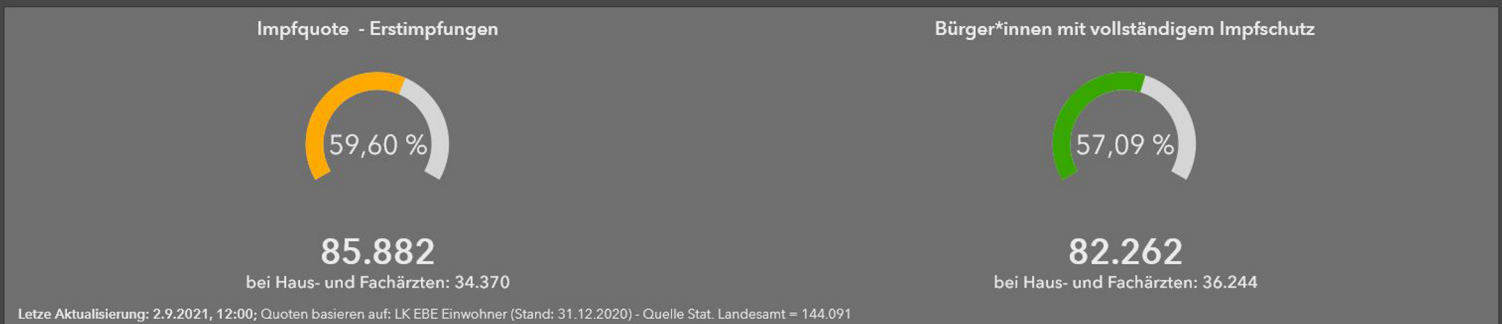 Impfquote - Erstimpfungen
59,60 %
85.882
bei Haus- und Fachärzten: 34.370
Bürger*innen mit vollständigem Impfschutz
57,09 %
82.262
bei Haus- und Fachärzten: 36.244
Letze Aktualisierung: 2.9.2021, 12:00; Quoten basieren auf: LK EBE Einwohner (Stand: 31.12.2020) - Quelle Stat. Landesamt = 144.091